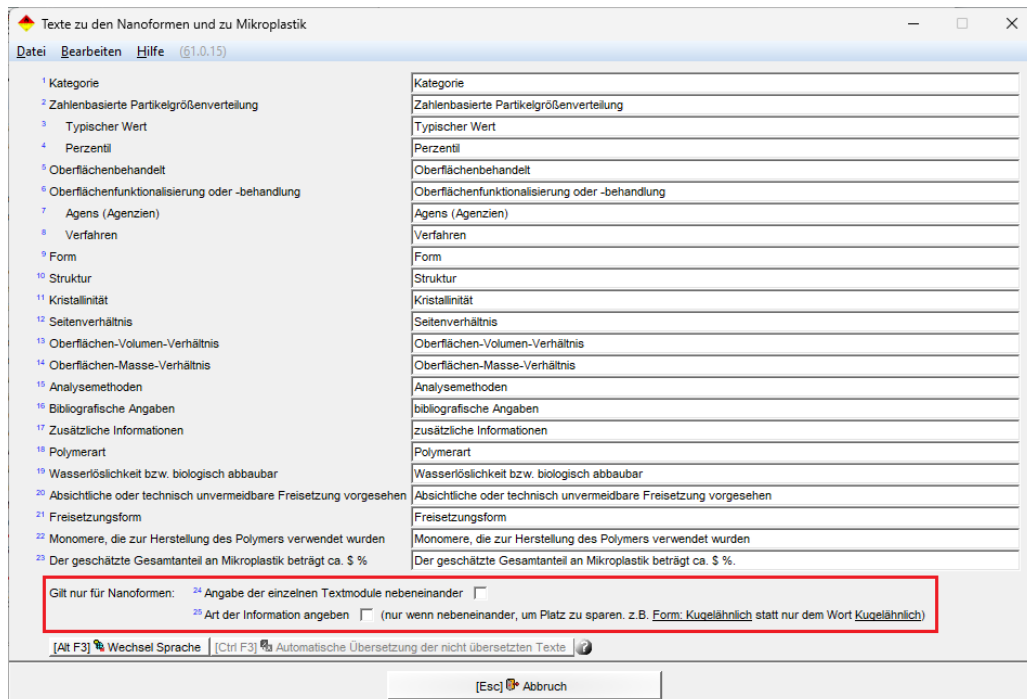 Texte zu den Nanoformen und zu Mikroplastik
Datei Bearbeiten Hilfe (61.0.15)
1 Kategorie Kategorie
2 Zahlenbasierte Partikelgrößenverteilung Zahlenbasierte Partikelgrößenverteilung
3 Typischer Wert Typischer Wert
4 Perzentil Perzentil
5 Oberflächenbehandelt Oberflächenbehandelt
6 Oberflächenfunktionalisierung oder -behandlung Oberflächenfunktionalisierung oder -behandlung
7 Agens (Agenzien) Agens (Agenzien)
8 Verfahren Verfahren
9 Form Form
10 Struktur Struktur
11 Kristallinität Kristallinität
12 Seitenverhältnis Seitenverhältnis
13 Oberflächen-Volumen-Verhältnis Oberflächen-Volumen-Verhältnis
14 Oberflächen-Masse-Verhältnis Oberflächen-Masse-Verhältnis
15 Analysemethoden Analysemethoden
16 Bibliografische Angaben bibliografische Angaben
17 Zusätzliche Informationen zusätzliche Informationen
18 Polymerart Polymerart
19 Wasserlöslichkeit bzw. biologisch abbaubar Wasserlöslichkeit bzw. biologisch abbaubar
20 Absichtliche oder technisch unvermeidbare Freisetzung vorgesehen Absichtliche oder technisch unvermeidbare Freisetzung vorgesehen
21 Freisetzungsform Freisetzungsform
22 Monomere, die zur Herstellung des Polymers verwendet wurden Monomere, die zur Herstellung des Polymers verwendet wurden
23 Der geschätzte Gesamtanteil an Mikroplastik beträgt ca. $ % Der geschätzte Gesamtanteil an Mikroplastik beträgt ca. $ %.
Gilt nur für Nanoformen: 24 Angabe der einzelnen Textmodule nebeneinander
25 Art der Information angeben (nur wenn nebeneinander, um Platz zu sparen. z.B. Form: Kugelähnlich statt nur dem Wort Kugelähnlich)
[Alt F3] Wechsel Sprache [Ctrl F3] Automatische Übersetzung der nicht übersetzten Texte ?
[Esc] Abbruch